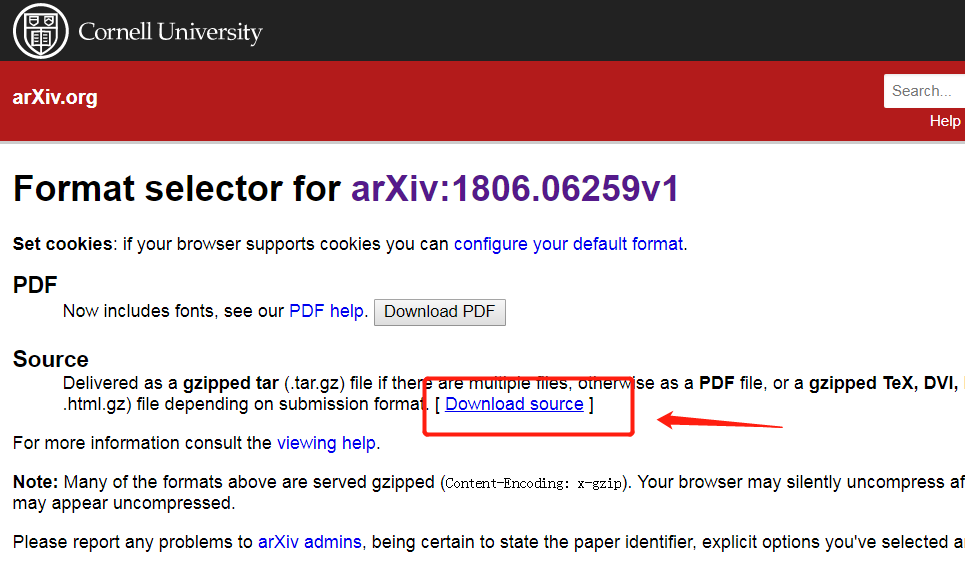 Cornell University
arXiv.org
Search...
Help
Format selector for arXiv:1806.06259v1
Set cookies: if your browser supports cookies you can configure your default format.
PDF
Now includes fonts, see our PDF help. Download PDF
Source
Delivered as a gzipped tar (.tar.gz) file if there are multiple files, otherwise as a PDF file, or a gzipped TeX, DVI,
.html.gz) file depending on submission format. [ Download source ]
For more information consult the viewing help.
Note: Many of the formats above are served gzipped (Content-Encoding: x-gzip). Your browser may silently uncompress af
may appear uncompressed.
Please report any problems to arXiv admins, being certain to state the paper identifier, explicit options you've selected a